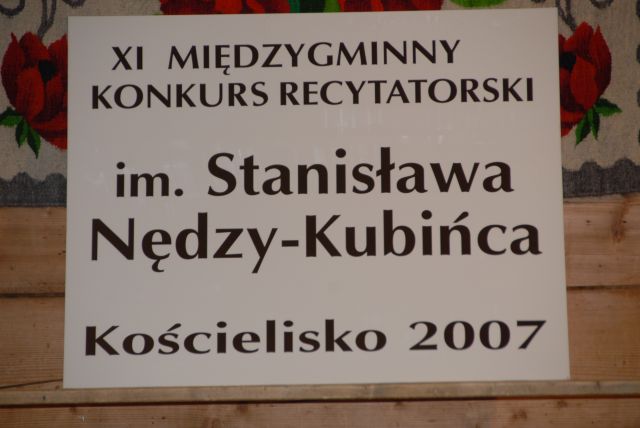 XI MIĘDZYGMINNY
KONKURS RECYTATORSKI
im. Stanisława
Nędzy-Kubińca
Kościelisko 2007